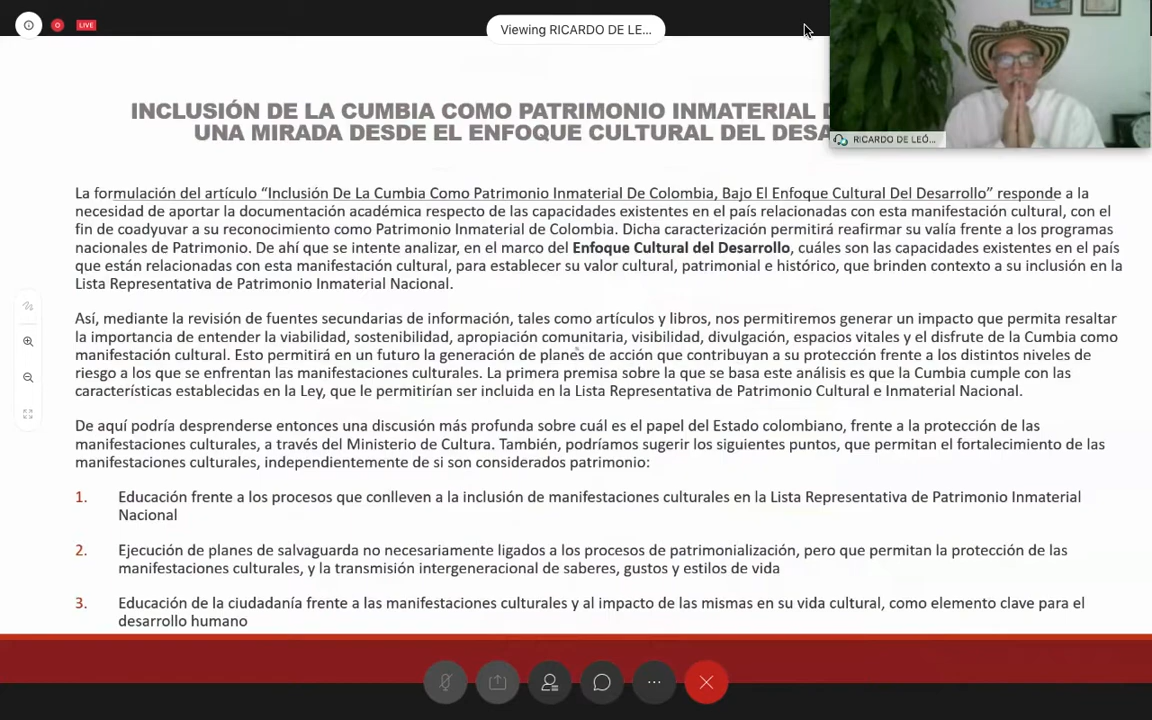 LIVE
Viewing RICARDO DE LE...
RICARDO DE LEÓ...
INCLUSIÓN DE LA CUMBIA COMO PATRIMONIO INMATERIAL
UNA MIRADA DESDE EL ENFOQUE CULTURAL DEL
La formulación del artículo “Inclusión De La Cumbia Como Patrimonio Inmaterial De Colombia, Bajo El Enfoque Cultural Del Desarrollo” responde a la
necesidad de aportar la documentación académica respecto de las capacidades existentes en el país relacionadas con esta manifestación cultural, con el
fin de coadyuvar a su reconocimiento como Patrimonio Inmaterial de Colombia. Dicha caracterización permitirá reafirmar su valía frente a los programas
nacionales de Patrimonio. De ahí que se intente analizar, en el marco del Enfoque Cultural del Desarrollo, cuáles son las capacidades existentes en el país
que están relacionadas con esta manifestación cultural, para establecer su valor cultural, patrimonial e histórico, que brinden contexto a su inclusión en la
Lista Representativa de Patrimonio Inmaterial Nacional.
Así, mediante la revisión de fuentes secundarias de información, tales como artículos y libros, nos permitiremos generar un impacto que permita resaltar
la importancia de entender la viabilidad, sostenibilidad, apropiación comunitaria, visibilidad, divulgación, espacios vitales y el disfrute de la Cumbia como
manifestación cultural. Esto permitirá en un futuro la generación de planes de acción que contribuyan a su protección frente a los distintos niveles de
riesgo a los que se enfrentan las manifestaciones culturales. La primera premisa sobre la que se basa este análisis es que la Cumbia cumple con las
características establecidas en la Ley, que le permitirían ser incluida en la Lista Representativa de Patrimonio Cultural e Inmaterial Nacional.
De aquí podría desprenderse entonces una discusión más profunda sobre cuál es el papel del Estado colombiano, frente a la protección de las
manifestaciones culturales, a través del Ministerio de Cultura. También, podríamos sugerir los siguientes puntos, que permitan el fortalecimiento de las
manifestaciones culturales, independientemente de si son considerados patrimonio:
1. Educación frente a los procesos que conlleven a la inclusión de manifestaciones culturales en la Lista Representativa de Patrimonio Inmaterial
Nacional
2. Ejecución de planes de salvaguarda no necesariamente ligados a los procesos de patrimonialización, pero que permitan la protección de las
manifestaciones culturales, y la transmisión intergeneracional de saberes, gustos y estilos de vida
3. Educación de la ciudadanía frente a las manifestaciones culturales y al impacto de las mismas en su vida cultural, como elemento clave para el
desarrollo humano